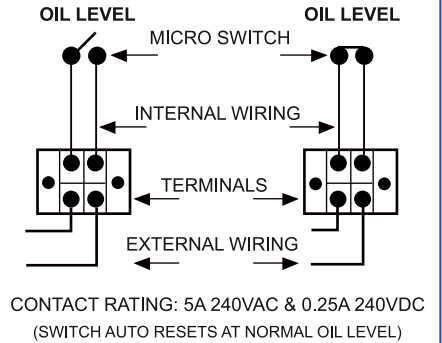 OIL LEVEL OIL LEVEL
MICRO SWITCH
INTERNAL WIRING
TERMINALS
EXTERNAL WIRING
CONTACT RATING: 5A 240VAC & 0.25A 240VDC
(SWITCH AUTO RESETS AT NORMAL OIL LEVEL)